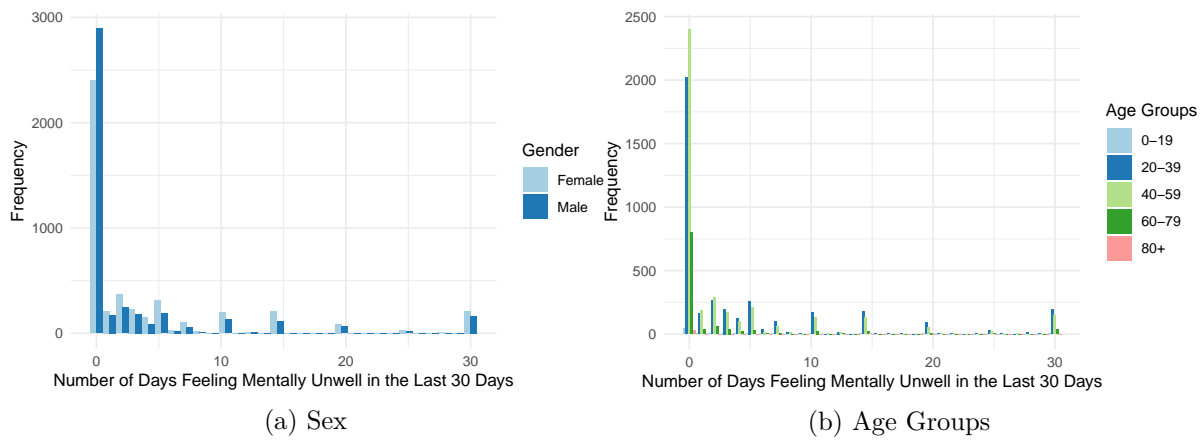 3000
2000
1000
0
Frequency
0
10
20
30
Number of Days Feeling Mentally Unwell in the Last 30 Days
Gender
Female
Male
(a) Sex
2500
2000
1500
1000
500
0
Frequency
0
10
20
30
Number of Days Feeling Mentally Unwell in the Last 30 Days
Age Groups
0–19
20–39
40–59
60–79
80+
(b) Age Groups